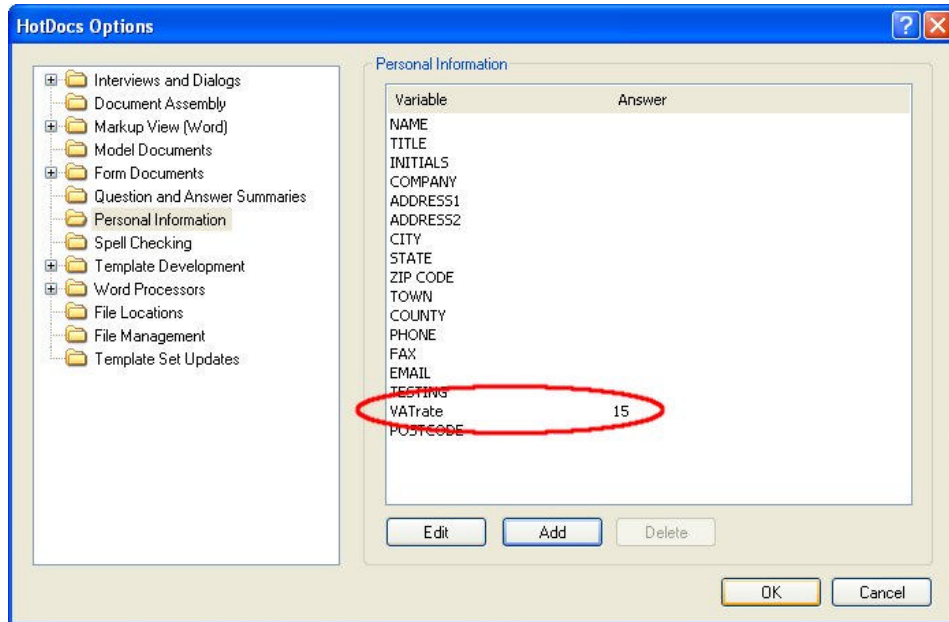 HotDocs Options
Interviews and Dialogs
Document Assembly
Markup View (Word)
Model Documents
Form Documents
Question and Answer Summaries
Personal Information
Spell Checking
Template Development
Word Processors
File Locations
File Management
Template Set Updates
Personal Information
Variable Answer
NAME
TITLE
INITIALS
COMPANY
ADDRESS1
ADDRESS2
CITY
STATE
ZIP CODE
TOWN
COUNTY
PHONE
FAX
EMAIL
TESTING
VATrate 15
POSTCODE
Edit Add Delete
OK Cancel